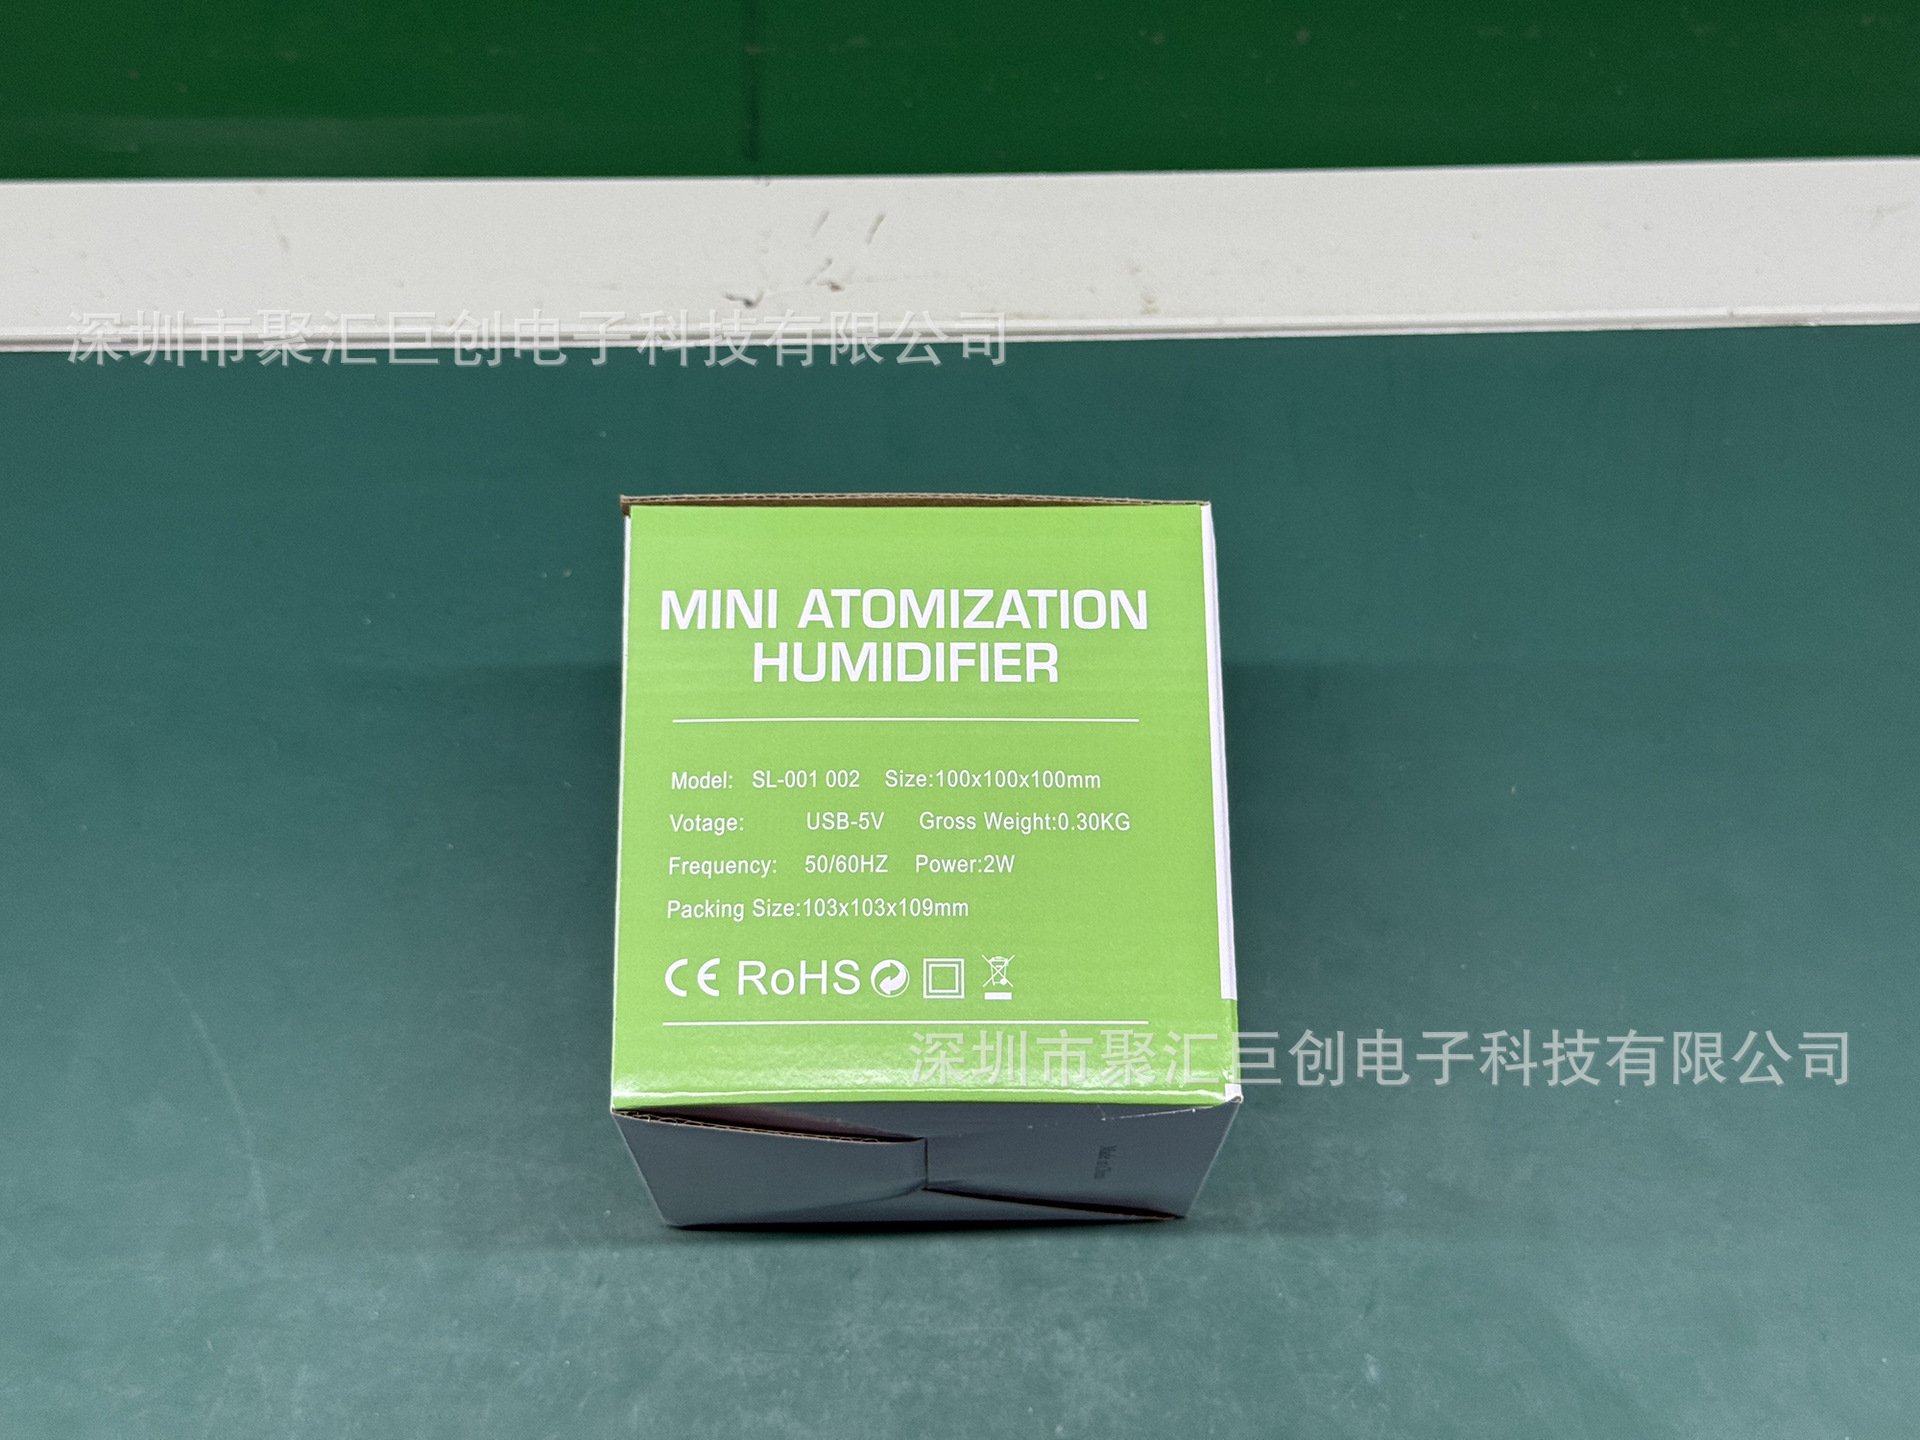 深圳市聚汇巨创电子科技有限公司
MINI ATOMIZATION
HUMIDIFIER
Model: SL-001 002 Size:100x100x100mm
Votage: USB-5V Gross Weight:0.30KG
Frequency: 50/60HZ Power:2W
Packing Size:103x103x109mm
CE RoHS
深圳市聚汇巨创电子科技有限公司